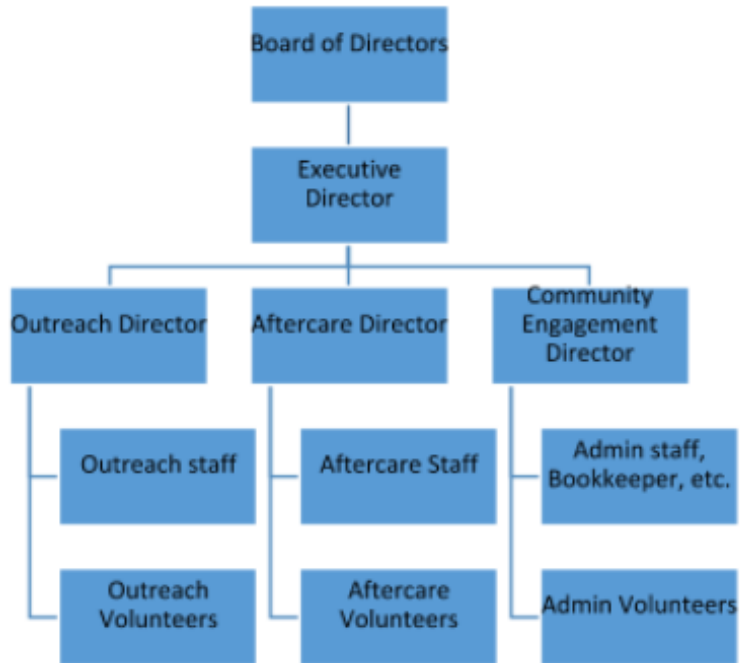 Board of Directors
Executive
Director
Outreach Director
Aftercare Director
Community
Engagement
Director
Outreach staff
Aftercare Staff
Admin staff,
Bookkeeper, etc.
Outreach
Volunteers
Aftercare
Volunteers
Admin Volunteers